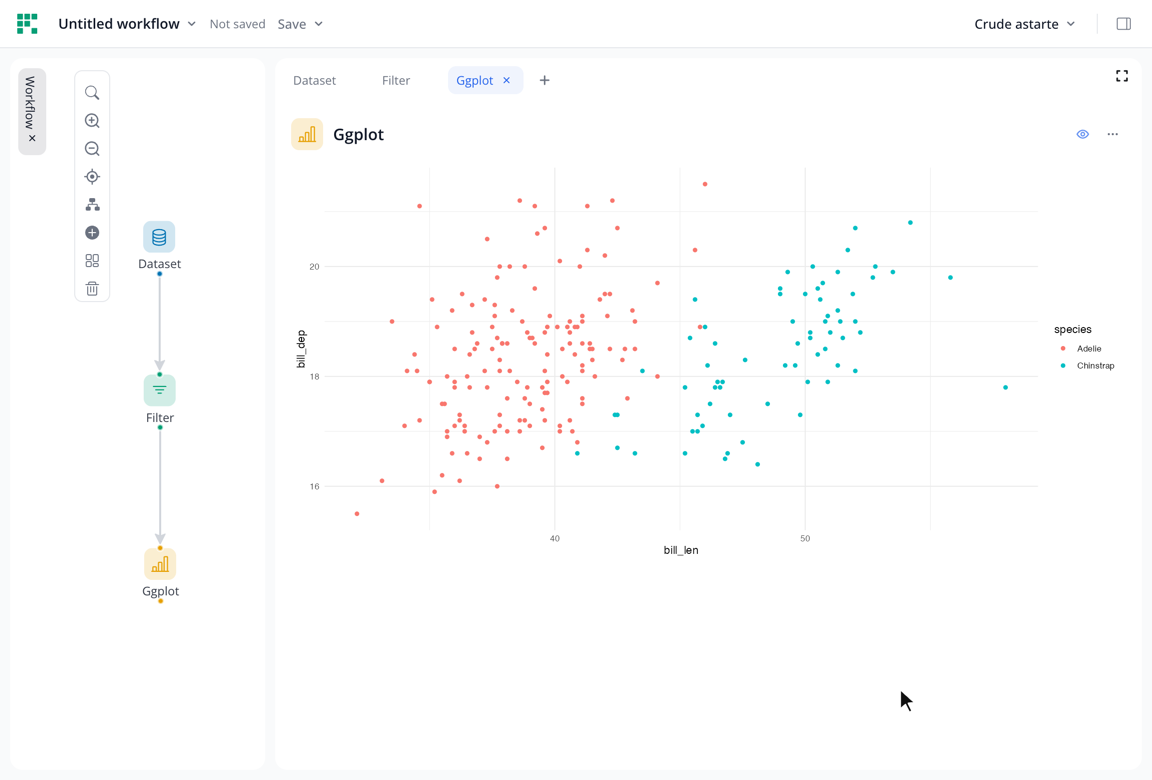 Untitled workflow
Not saved
Save
Crude astarte
Workflow
Dataset
Filter
Ggplot
Dataset
Filter
Ggplot
Ggplot
bill_dep
20
18
16
40
50
bill_len
species
Adelie
Chinstrap